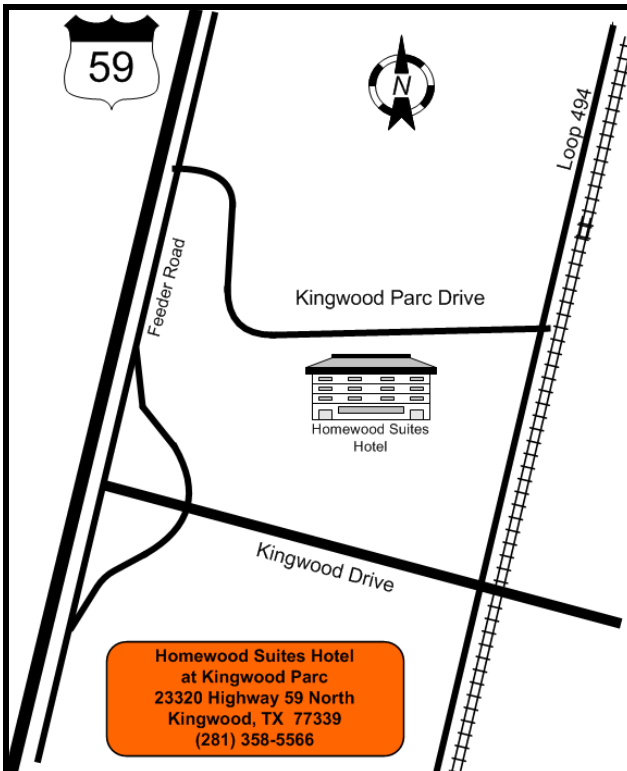 59
N
Loop 494
Feeder Road
Kingwood Parc Drive
Homewood Suites
Hotel
Kingwood Drive
Homewood Suites Hotel
at Kingwood Parc
23320 Highway 59 North
Kingwood, TX 77339
(281) 358-5566